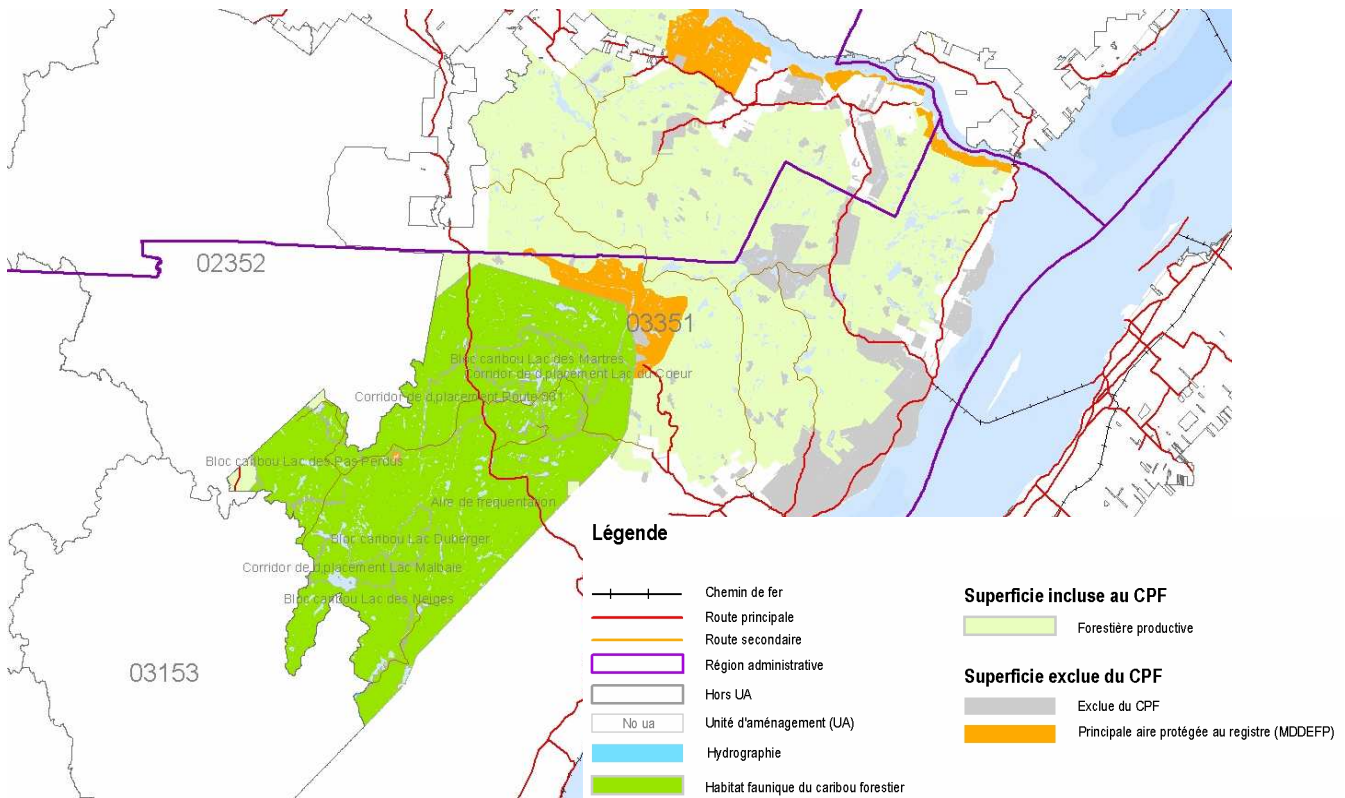 02352
03351
Bloc caribou Lac des Martres
Corridor de d,placement Lac du Coeur
Corridor de d,placement Route 381
Bloc caribou Lac des Pas Perdus
Aire de fréquentation
Bloc caribou Lac Duberger
Corridor de d,placement Lac Malbaie
Bloc caribou Lac des Neiges
03153
Légende
Chemin de fer
Route principale
Route secondaire
Région administrative
Hors UA
No ua Unité d'aménagement (UA)
Hydrographie
Habitat faunique du caribou forestier
Superficie incluse au CPF
Forestière productive
Superficie exclue du CPF
Exclue du CPF
Principale aire protégée au registre (MDDEFP)